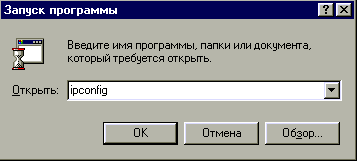 Запуск программы
Введите имя программы, папки или документа,
который требуется открыть.
Открыть: ipconfig
OK Отмена Обзор...